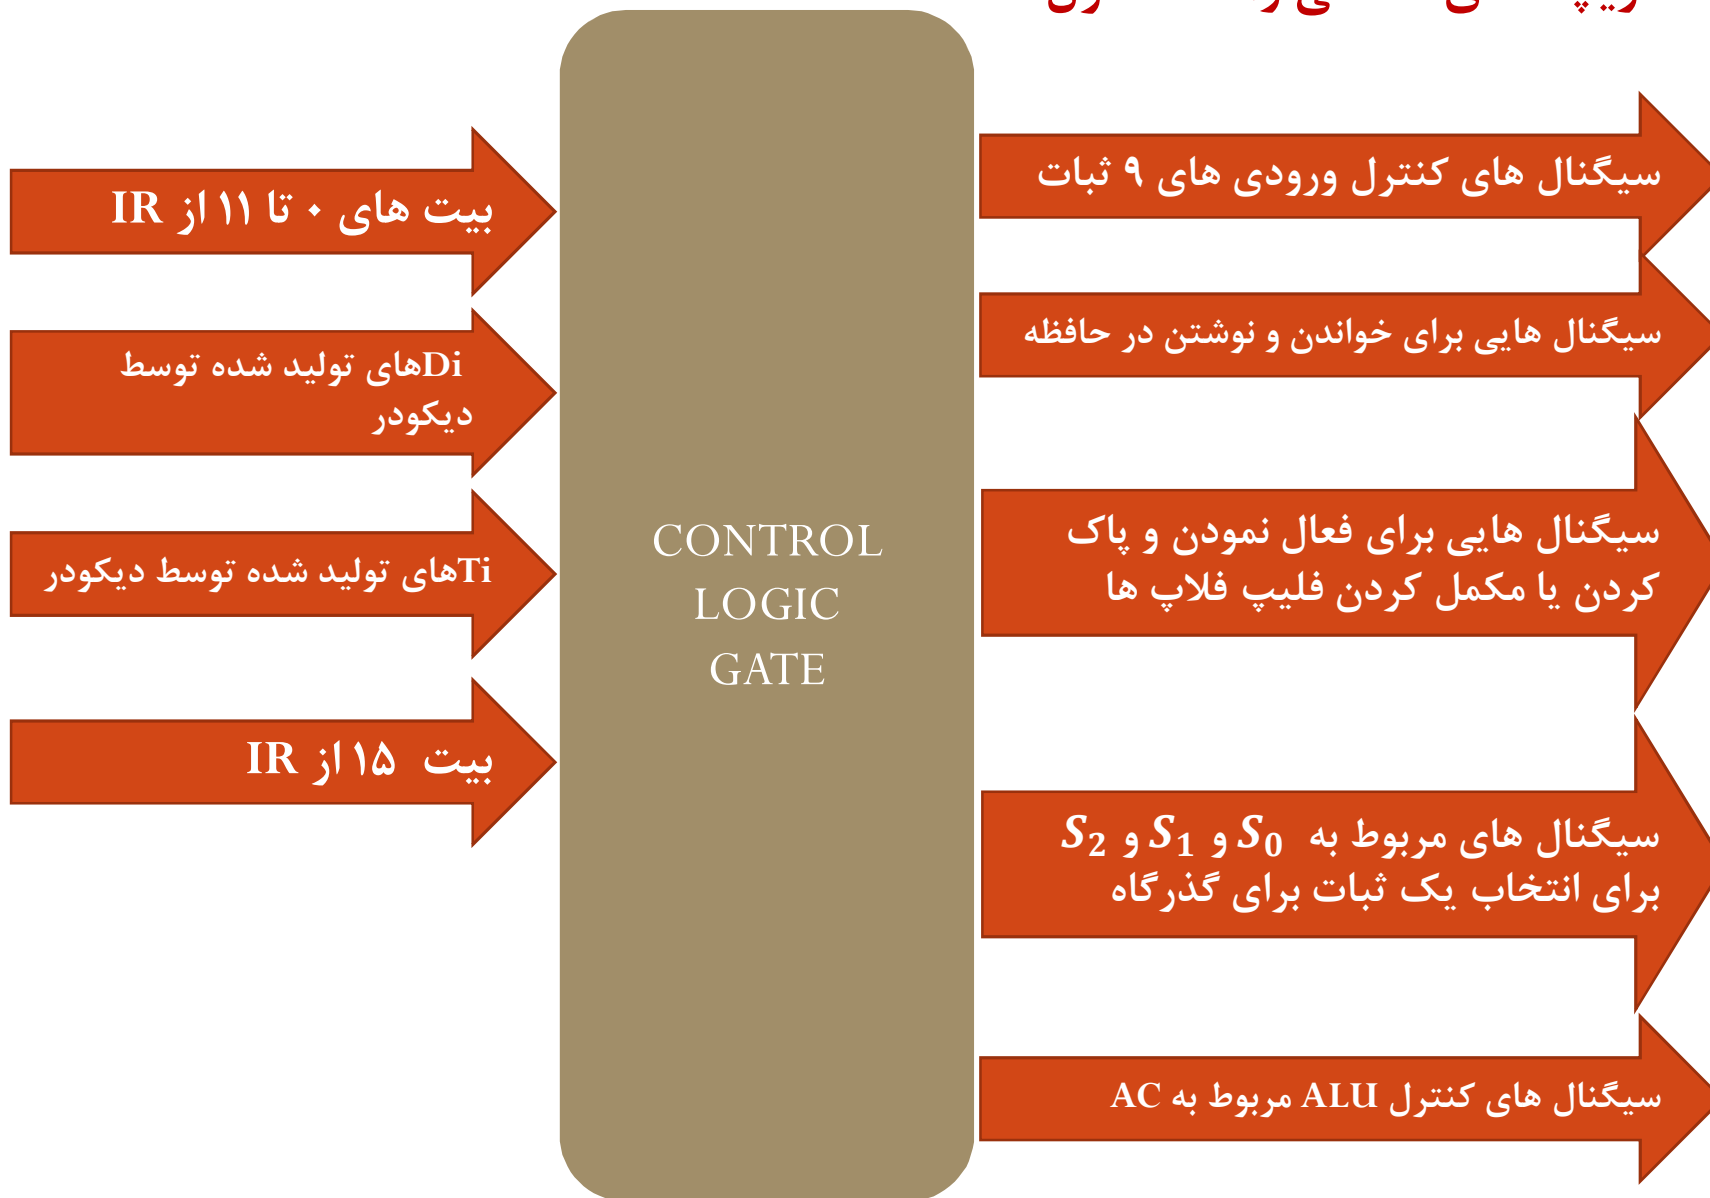 بیت های ۰ تا ۱۱ از IR
Diهای تولید شده توسط
دیکودر
Tiهای تولید شده توسط دیکودر
بیت ۱۵ از IR
CONTROL
LOGIC
GATE
سیگنال های کنترل ورودی های ۹ ثبات
سیگنال هایی برای خواندن و نوشتن در حافظه
سیگنال هایی برای فعال نمودن و پاک
کردن یا مکمل کردن فلیپ فلاپ ها
سیگنال های مربوط به S₀ و S₁ و S₂
برای انتخاب یک ثبات برای گذرگاه
سیگنال های کنترل ALU مربوط به AC